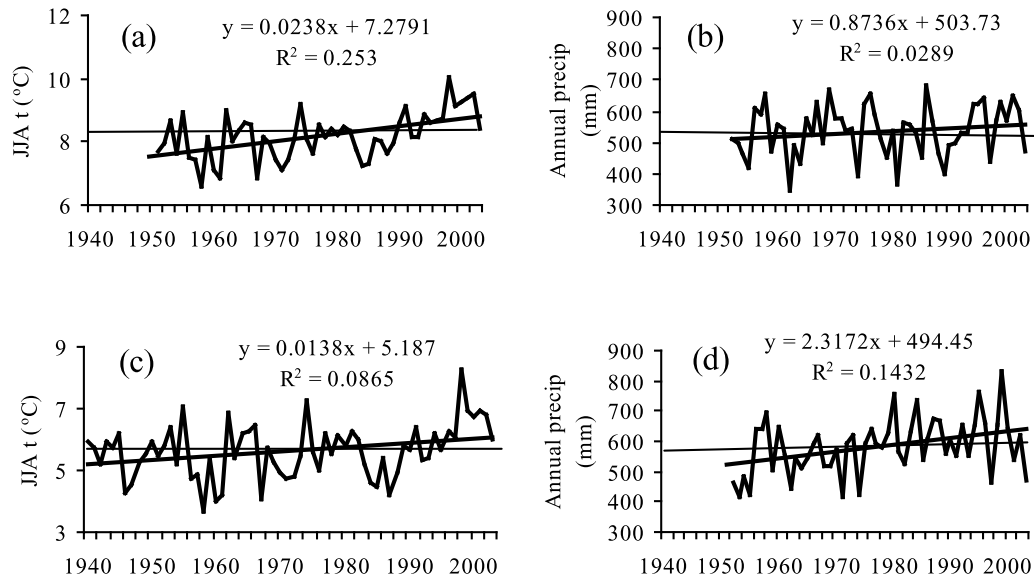 (a)
y = 0.0238x + 7.2791
R² = 0.253
JJA t (°C)
12
10
8
6
1940 1950 1960 1970 1980 1990 2000
(b)
y = 0.8736x + 503.73
R² = 0.0289
Annual precip
(mm)
900
800
700
600
500
400
300
1940 1950 1960 1970 1980 1990 2000
(c)
y = 0.0138x + 5.187
R² = 0.0865
JJA t (°C)
9
7
5
3
1940 1950 1960 1970 1980 1990 2000
(d)
y = 2.3172x + 494.45
R² = 0.1432
Annual precip
(mm)
900
800
700
600
500
400
300
1940 1950 1960 1970 1980 1990 2000